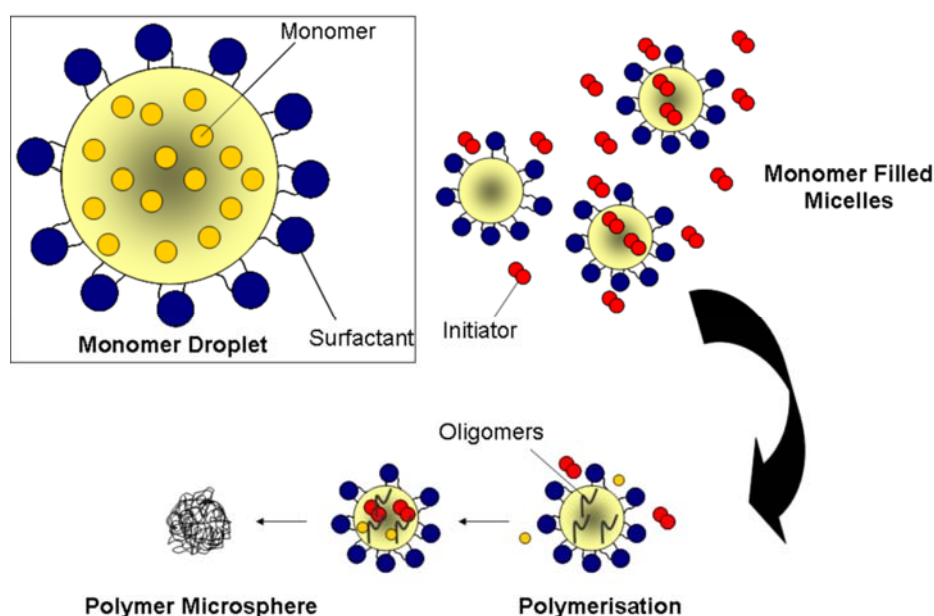 Monomer
Monomer Droplet
Surfactant
Initiator
Monomer Filled
Micelles
Oligomers
Polymer Microsphere
Polymerisation